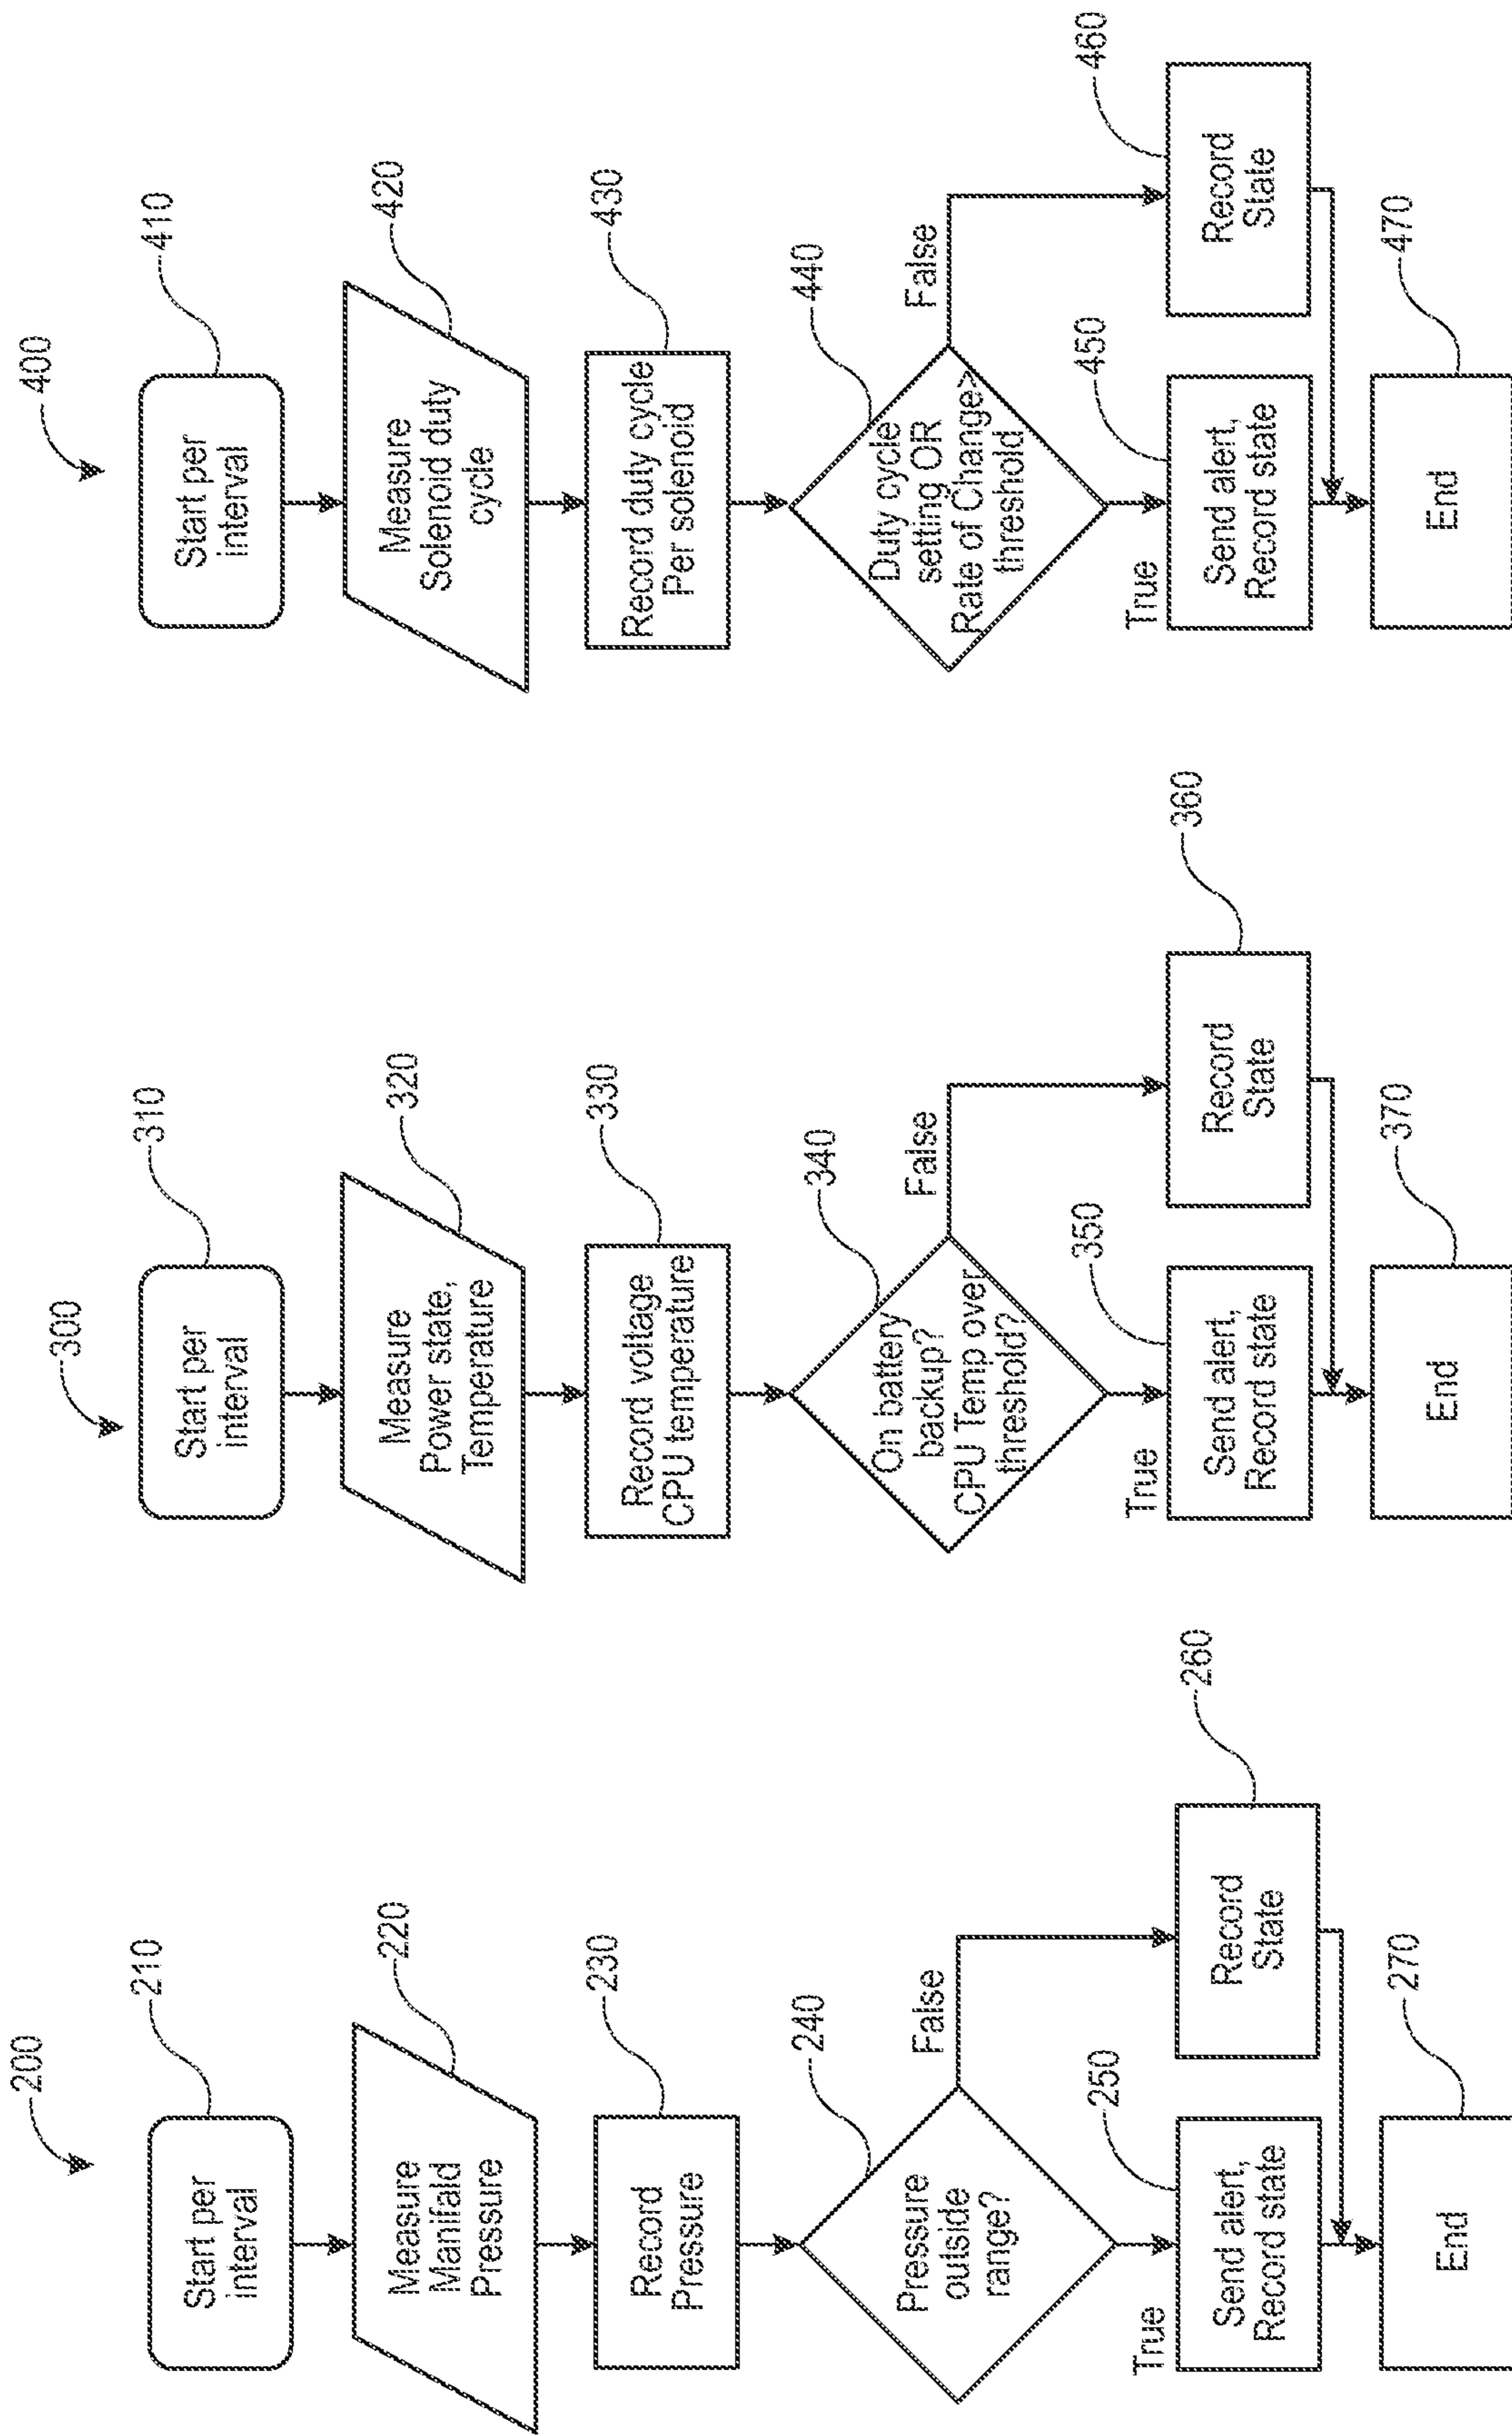 200
210
Start per
interval
220
Measure
Manifald
Pressure
230
Record
Pressure
240
Pressure
outside
range?
True
False
250
Send alert,
Record state
260
Record
State
270
End
300
310
Start per
interval
320
Measure
Power state,
Temperature
330
Record voltage
CPU temperature
340
On battery
backup?
CPU Temp over
threshold?
True
False
350
Send alert,
Record state
360
Record
State
370
End
400
410
Start per
interval
420
Measure
Solenoid duty
cycle
430
Record duty cycle
Per solenoid
440
Duty cycle
setting OR
Rate of Change>
threshold
True
False
450
Send alert,
Record state
460
Record
State
470
End